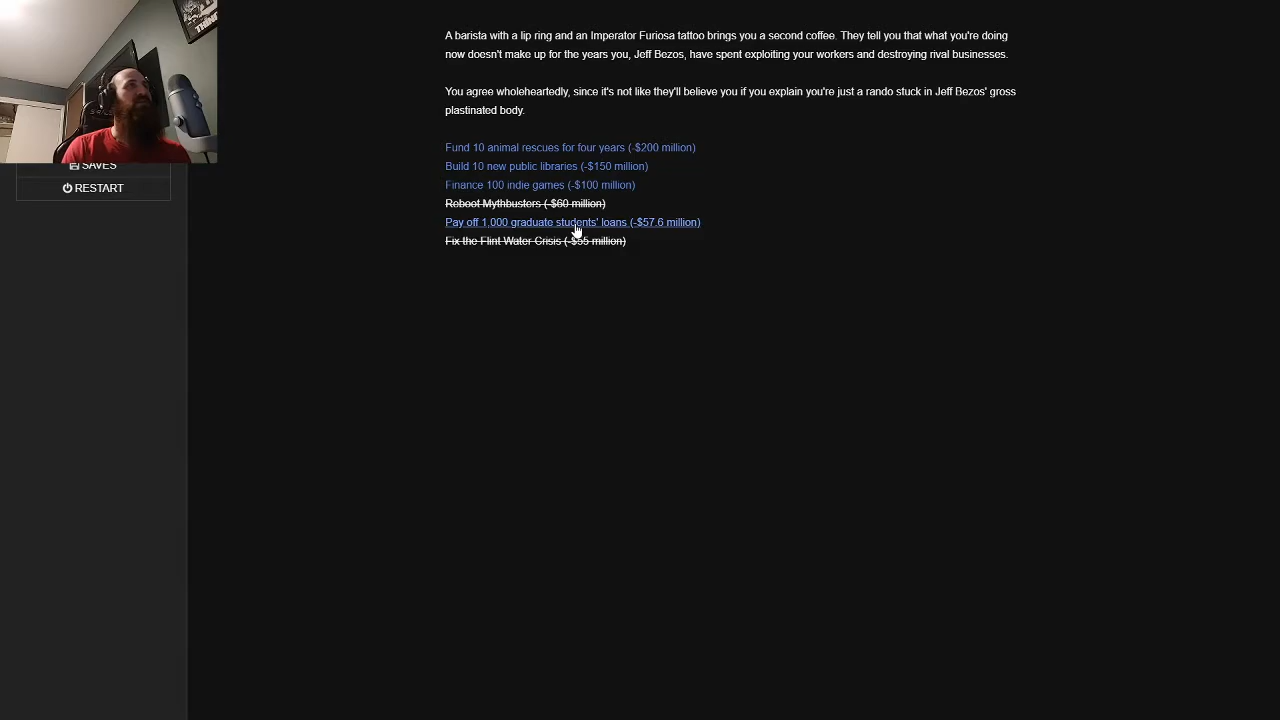 THING
A barista with a lip ring and an Imperator Furiosa tattoo brings you a second coffee. They tell you that what you're doing
now doesn't make up for the years you, Jeff Bezos, have spent exploiting your workers and destroying rival businesses.
You agree wholeheartedly, since it's not like they'll believe you if you explain you're just a rando stuck in Jeff Bezos' gross
plastinated body.
Fund 10 animal rescues for four years (-$200 million)
Build 10 new public libraries (-$150 million)
Finance 100 indie games (-$100 million)
Reboot Mythbusters (-$60 million)
Pay off 1,000 graduate students' loans (-$57.6 million)
Fix the Flint Water Crisis (-$55 million)
SAVES
RESTART